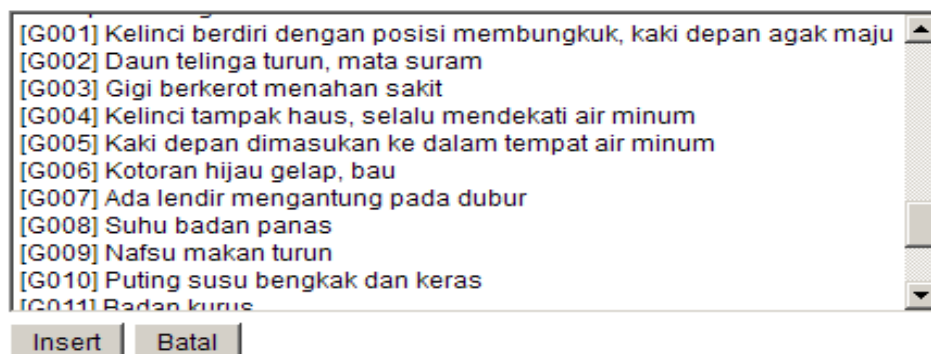 [G001] Kelinci berdiri dengan posisi membungkuk, kaki depan agak maju
[G002] Daun telinga turun, mata suram
[G003] Gigi berkerot menahan sakit
[G004] Kelinci tampak haus, selalu mendekati air minum
[G005] Kaki depan dimasukan ke dalam tempat air minum
[G006] Kotoran hijau gelap, bau
[G007] Ada lendir mengantung pada dubur
[G008] Suhu badan panas
[G009] Nafsu makan turun
[G010] Puting susu bengkak dan keras
[G011] Badan kurus
Insert Batal